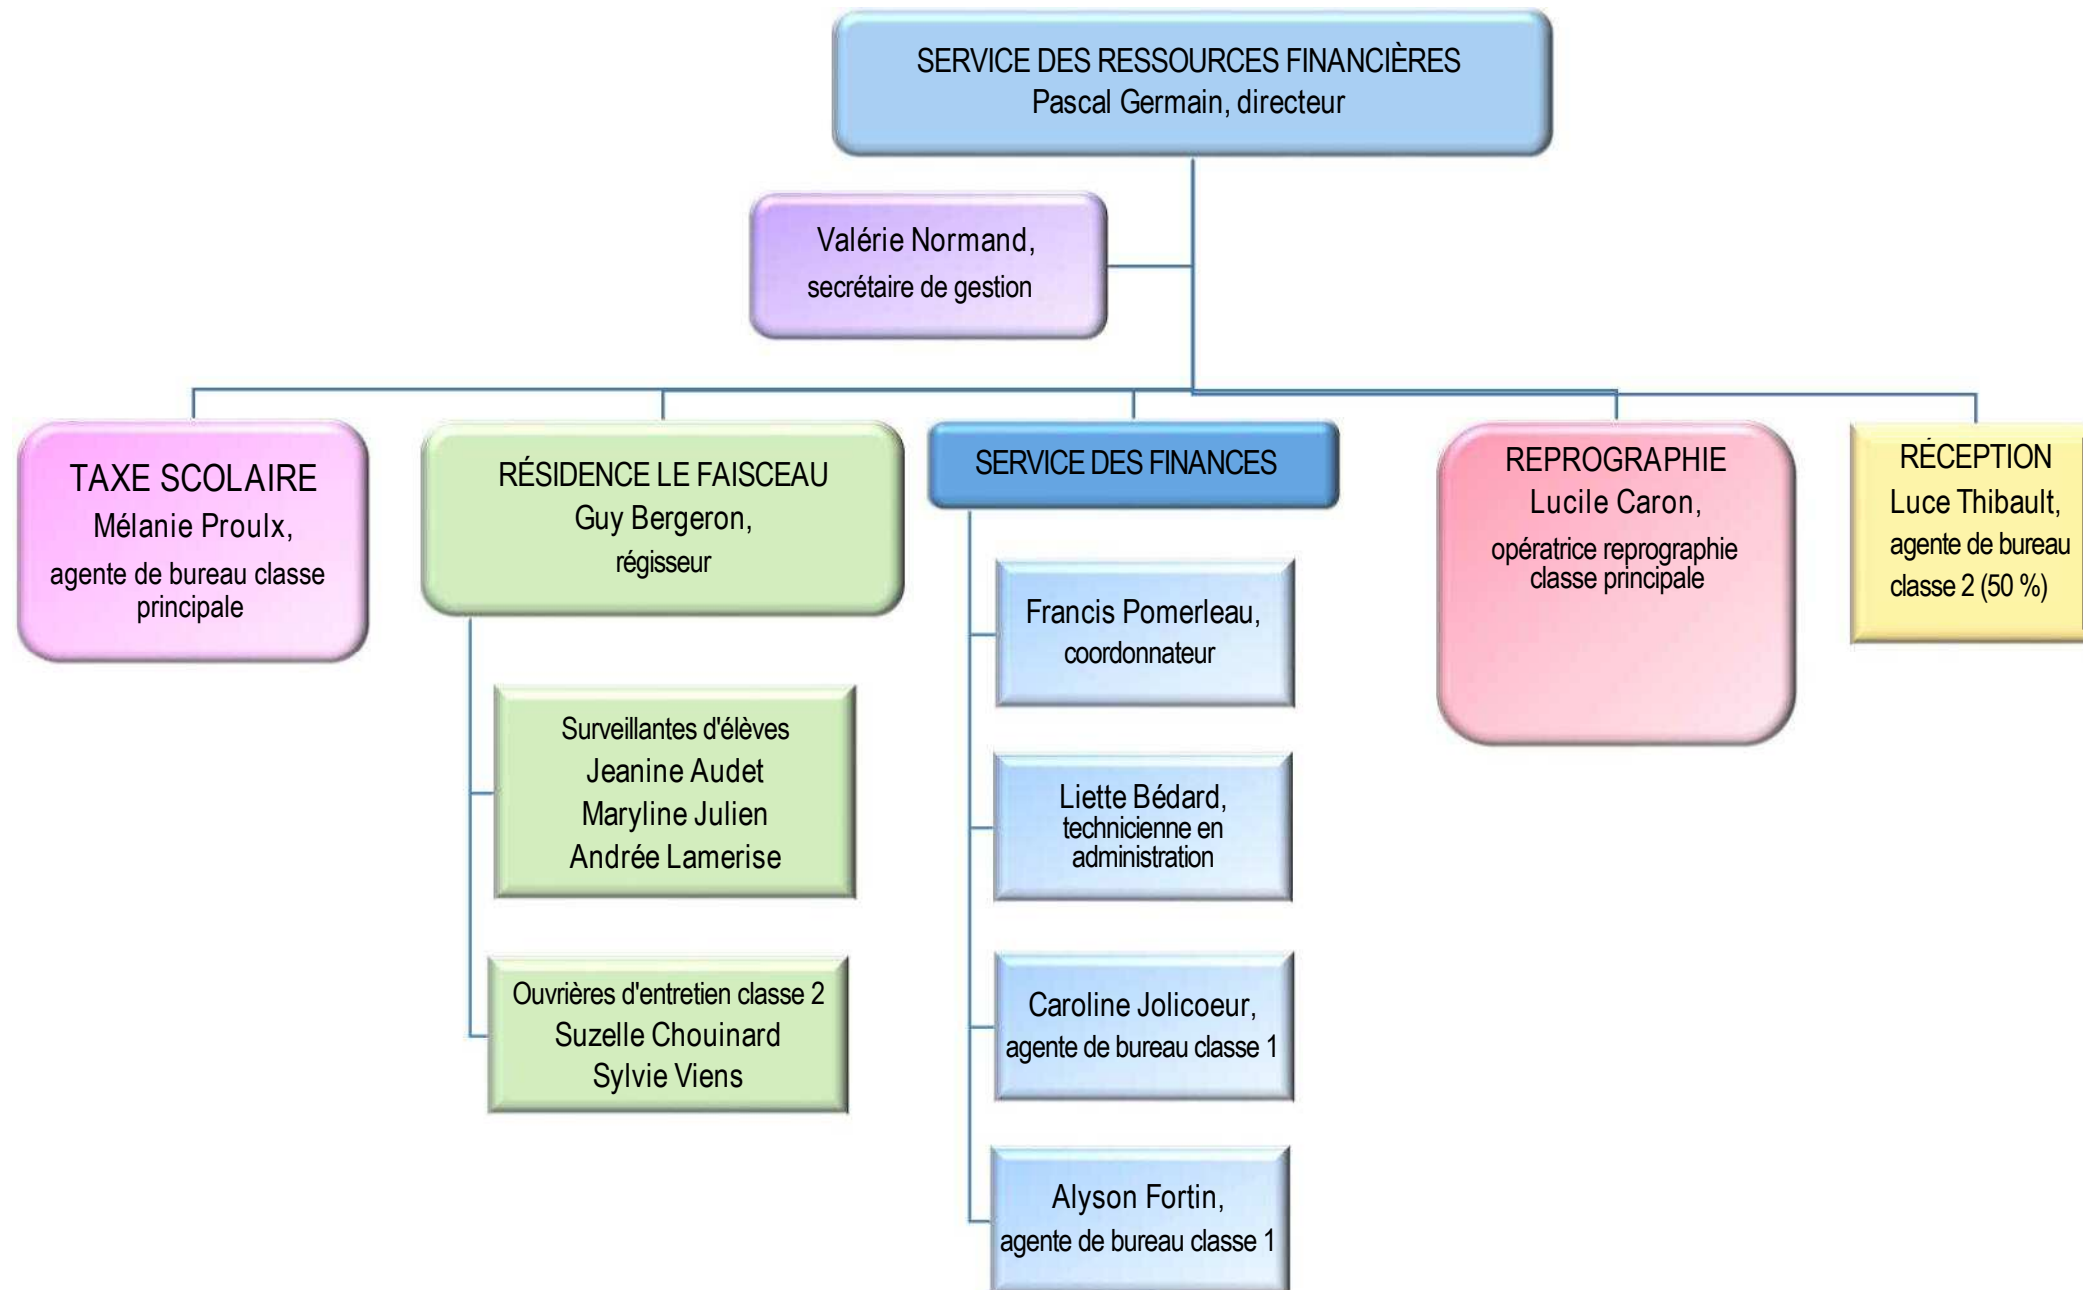 SERVICE DES RESSOURCES FINANCIÈRES
Pascal Germain, directeur
Valérie Normand,
secrétaire de gestion
TAXE SCOLAIRE
Mélanie Proulx,
agente de bureau classe
principale
RÉSIDENCE LE FAISCEAU
Guy Bergeron,
régisseur
Surveillantes d'élèves
Jeanine Audet
Maryline Julien
Andrée Lamerise
Ouvrières d'entretien classe 2
Suzelle Chouinard
Sylvie Viens
SERVICE DES FINANCES
Francis Pomerleau,
coordonnateur
Liette Bédard,
technicienne en
administration
Caroline Jolicoeur,
agente de bureau classe 1
Alyson Fortin,
agente de bureau classe 1
REPROGRAPHIE
Lucile Caron,
opératrice reprographie
classe principale
RÉCEPTION
Luce Thibault,
agente de bureau
classe 2 (50 %)